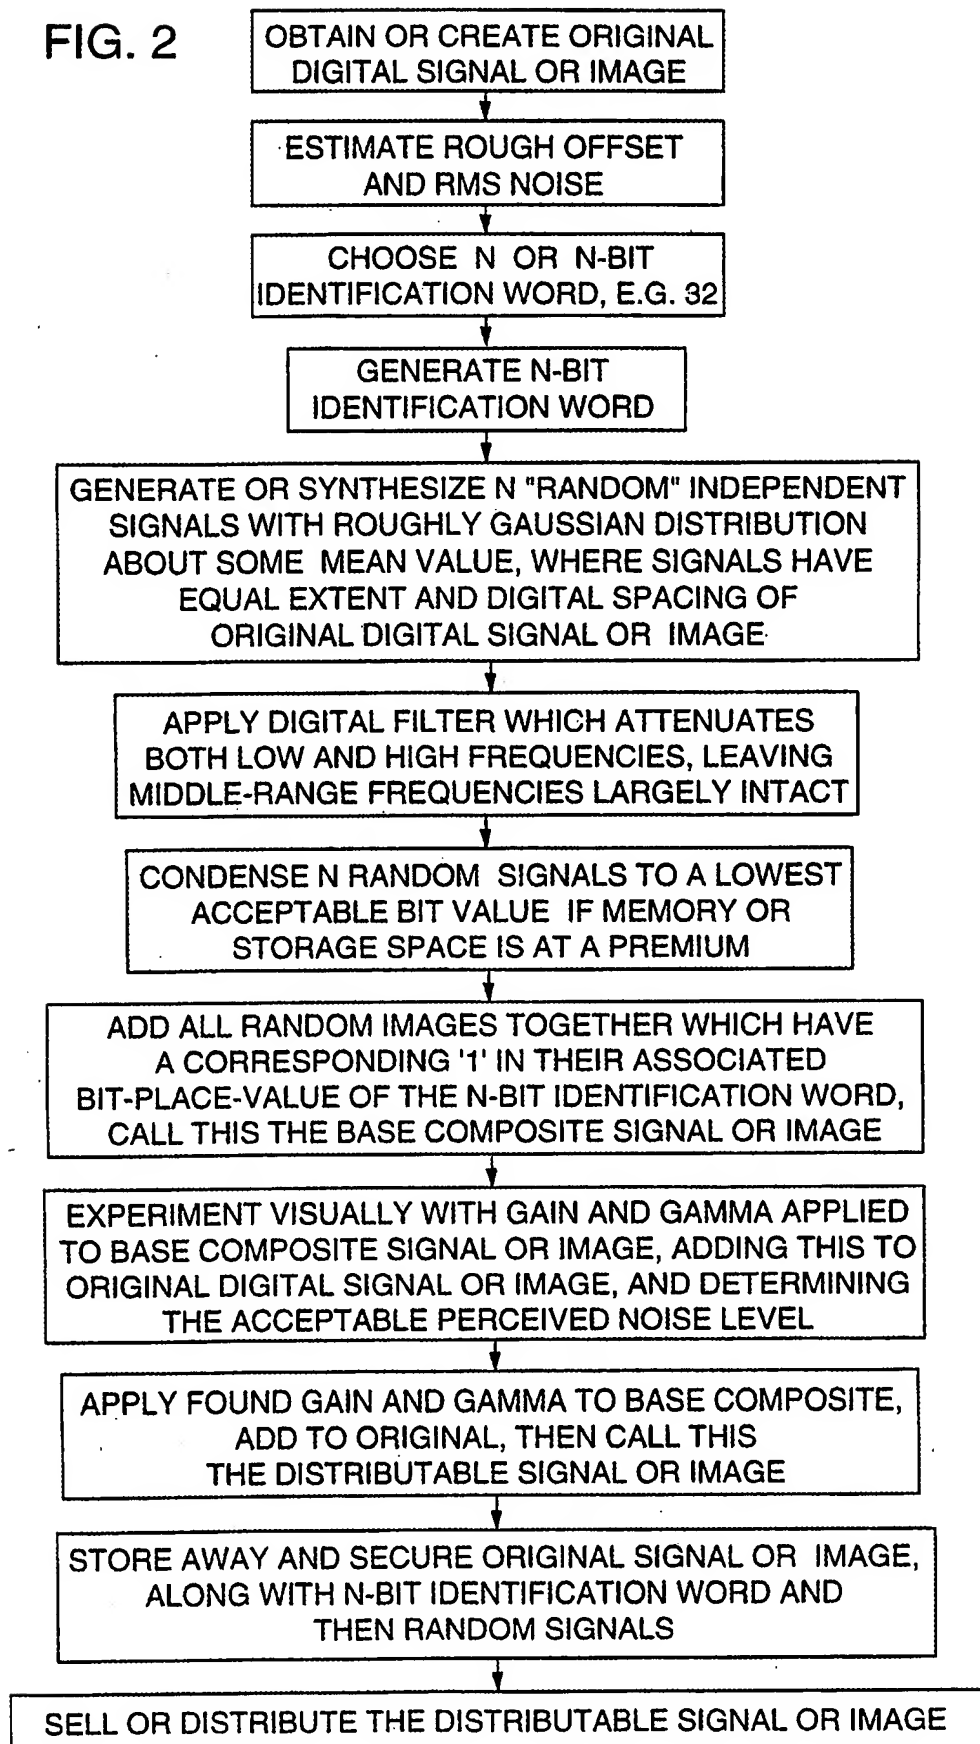 FIG. 2
OBTAIN OR CREATE ORIGINAL
DIGITAL SIGNAL OR IMAGE
ESTIMATE ROUGH OFFSET
AND RMS NOISE
CHOOSE N OR N-BIT
IDENTIFICATION WORD, E.G. 32
GENERATE N-BIT
IDENTIFICATION WORD
GENERATE OR SYNTHESIZE N "RANDOM" INDEPENDENT
SIGNALS WITH ROUGHLY GAUSSIAN DISTRIBUTION
ABOUT SOME MEAN VALUE, WHERE SIGNALS HAVE
EQUAL EXTENT AND DIGITAL SPACING OF
ORIGINAL DIGITAL SIGNAL OR IMAGE
APPLY DIGITAL FILTER WHICH ATTENUATES
BOTH LOW AND HIGH FREQUENCIES, LEAVING
MIDDLE-RANGE FREQUENCIES LARGELY INTACT
CONDENSE N RANDOM SIGNALS TO A LOWEST
ACCEPTABLE BIT VALUE IF MEMORY OR
STORAGE SPACE IS AT A PREMIUM
ADD ALL RANDOM IMAGES TOGETHER WHICH HAVE
A CORRESPONDING '1' IN THEIR ASSOCIATED
BIT-PLACE-VALUE OF THE N-BIT IDENTIFICATION WORD,
CALL THIS THE BASE COMPOSITE SIGNAL OR IMAGE
EXPERIMENT VISUALLY WITH GAIN AND GAMMA APPLIED
TO BASE COMPOSITE SIGNAL OR IMAGE, ADDING THIS TO
ORIGINAL DIGITAL SIGNAL OR IMAGE, AND DETERMINING
THE ACCEPTABLE PERCEIVED NOISE LEVEL
APPLY FOUND GAIN AND GAMMA TO BASE COMPOSITE,
ADD TO ORIGINAL, THEN CALL THIS
THE DISTRIBUTABLE SIGNAL OR IMAGE
STORE AWAY AND SECURE ORIGINAL SIGNAL OR IMAGE,
ALONG WITH N-BIT IDENTIFICATION WORD AND
THEN RANDOM SIGNALS
SELL OR DISTRIBUTE THE DISTRIBUTABLE SIGNAL OR IMAGE